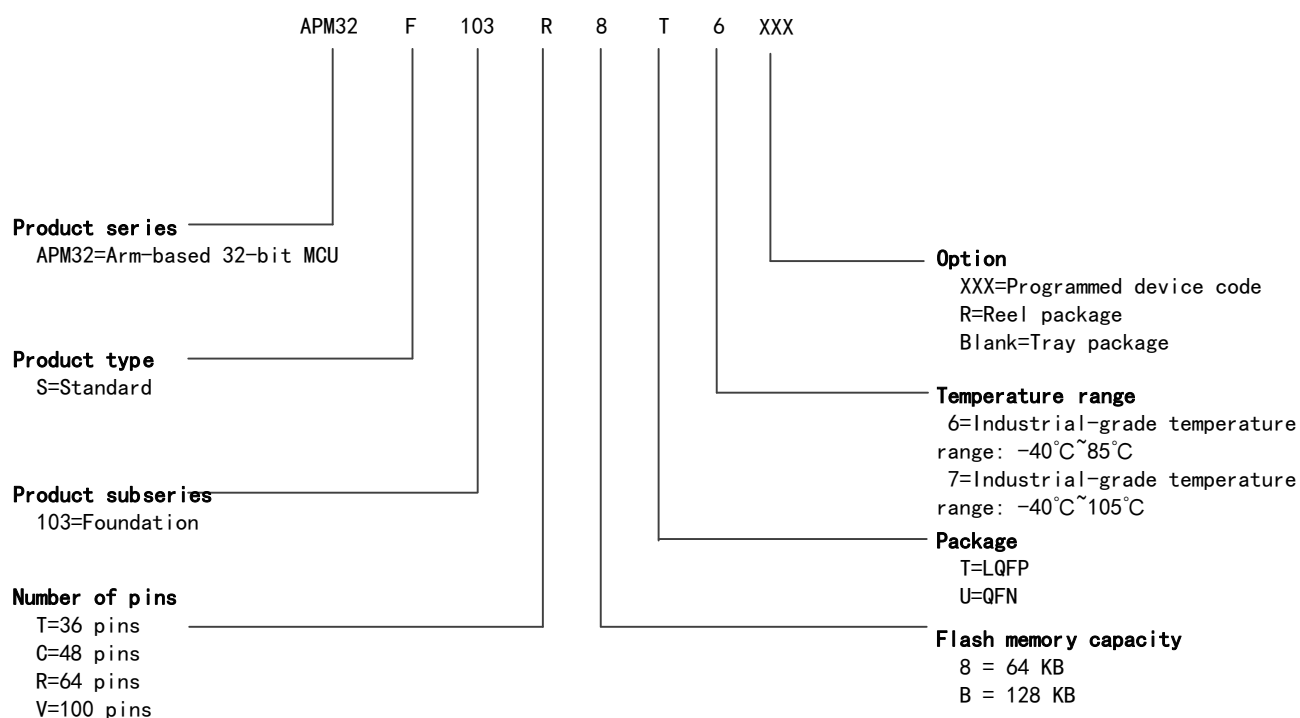 APM32 F 103 R 8 T 6 XXX
Product series
APM32=Arm-based 32-bit MCU
Product type
S=Standard
Product subseries
103=Foundation
Number of pins
T=36 pins
C=48 pins
R=64 pins
V=100 pins
Option
XXX=Programmed device code
R=Reel package
Blank=Tray package
Temperature range
6=Industrial-grade temperature
range: -40℃~85℃
7=Industrial-grade temperature
range: -40℃~105℃
Package
T=LQFP
U=QFN
Flash memory capacity
8 = 64 KB
B = 128 KB